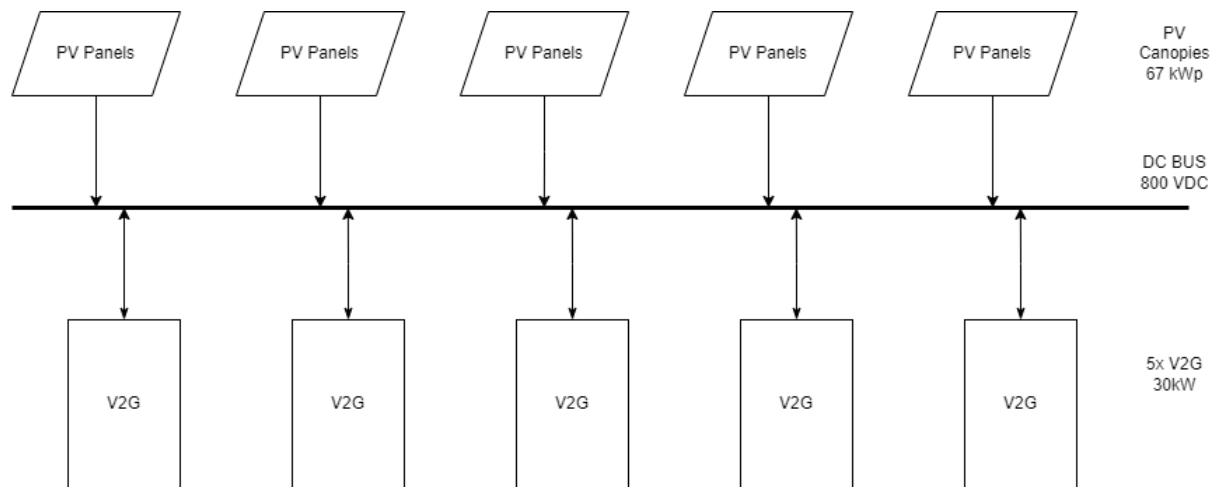 PV Panels
PV Panels
PV Panels
PV Panels
PV Panels
PV
Canopies
67 kWp
DC BUS
800 VDC
V2G
V2G
V2G
V2G
V2G
5x V2G
30kW